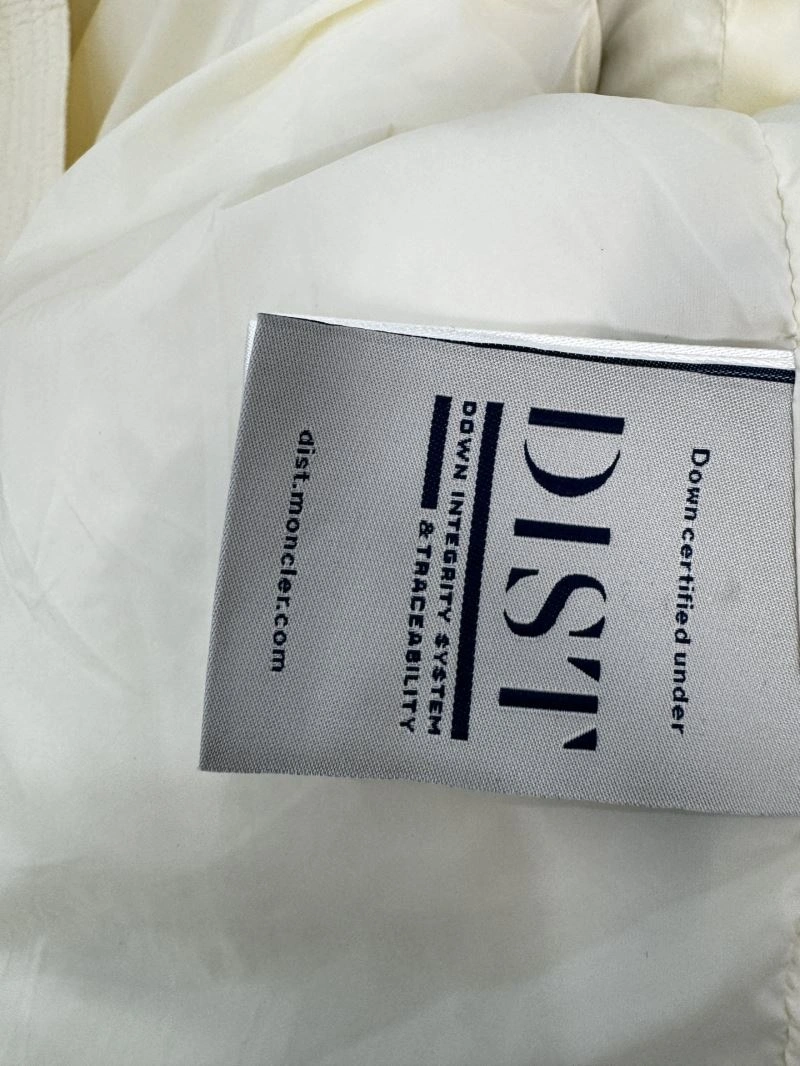 Down certified under
DIST
DOWN INTEGRITY SYSTEM
& TRACEABILITY
dist.moncler.com